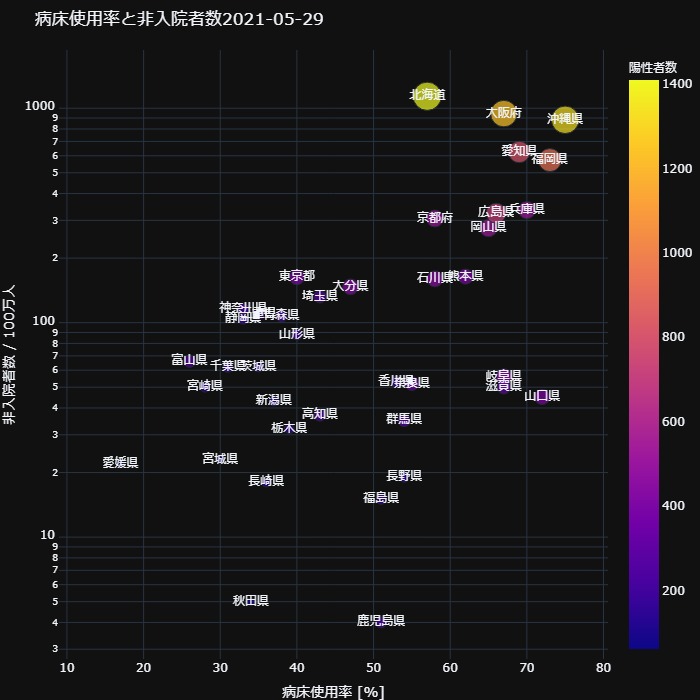 病床使用率と非入院者数2021-05-29
陽性者数
1400
1200
1000
800
600
400
200
非入院者数 / 100万人
1000
9
8
7
6
5
4
3
2
100
9
8
7
6
5
4
3
2
10
9
8
7
6
5
4
3
北海道
大阪府
沖縄県
愛知県
福岡県
京都府
広島県
兵庫県
岡山県
東京都
大分県
石川県
熊本県
埼玉県
神奈川県
静岡県
青森県
山形県
富山県
千葉県
茨城県
宮崎県
香川県
奈良県
岐阜県
滋賀県
山口県
新潟県
高知県
群馬県
栃木県
愛媛県
宮城県
長崎県
長野県
福島県
秋田県
鹿児島県
10 20 30 40 50 60 70 80
病床使用率 [%]